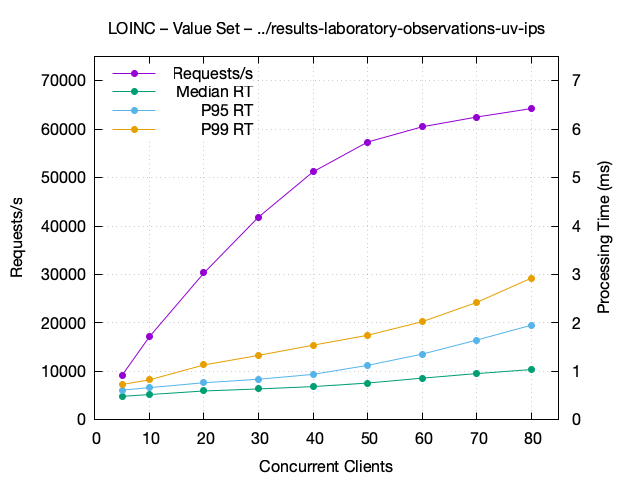 LOINC – Value Set – ../results-laboratory-observations-uv-ips
Requests/s
Median RT
P95 RT
P99 RT
70000
60000
50000
40000
30000
20000
10000
0
7
6
5
4
3
2
1
0
0 10 20 30 40 50 60 70 80
Requests/s
Processing Time (ms)
Concurrent Clients